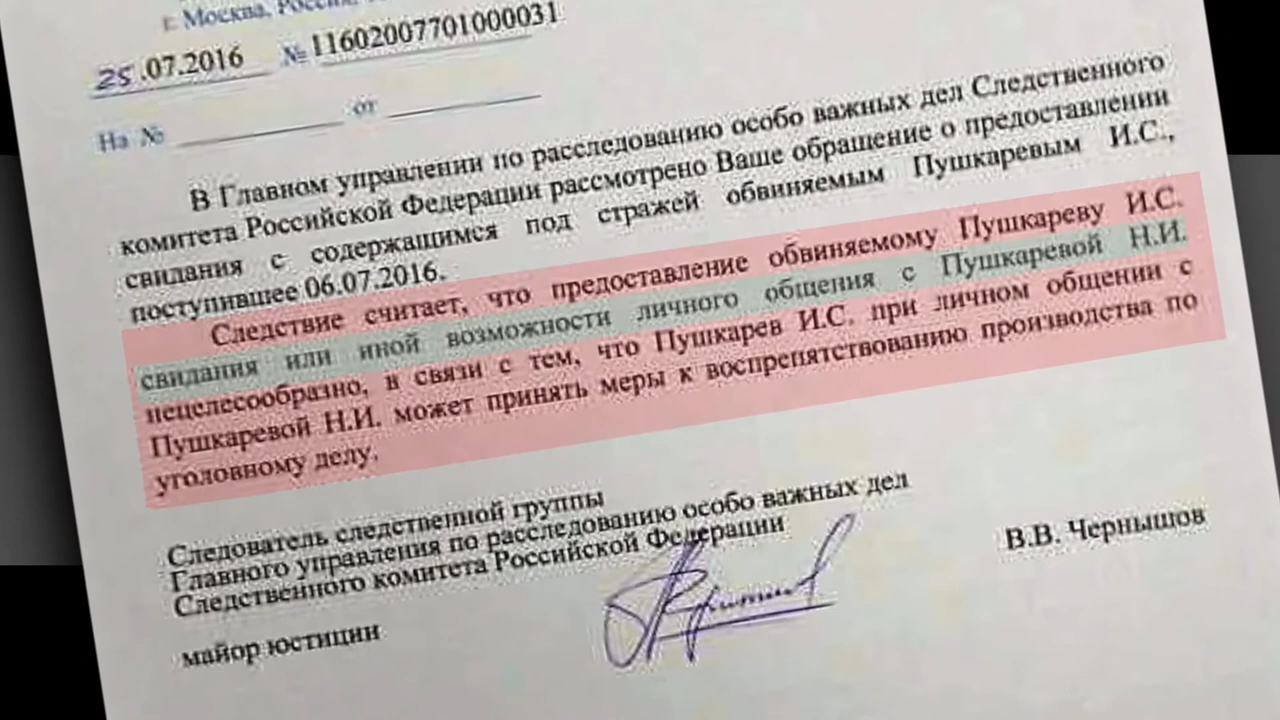 г. Москва, Россия,
25.07.2016 № 11602007701000031
На № от
В Главном управлении по расследованию особо важных дел Следственного
комитета Российской Федерации рассмотрено Ваше обращение о предоставлении
свидания с содержащимся под стражей обвиняемым Пушкаревым И.С.,
поступившее 06.07.2016.
Следствие считает, что предоставление обвиняемому Пушкареву И.С.
свидания или иной возможности личного общения с Пушкаревой Н.И.
нецелесообразно, в связи с тем, что Пушкарев И.С. при личном общении с
Пушкаревой Н.И. может принять меры к воспрепятствованию производства по
уголовному делу.
Следователь следственной группы
Главного управления по расследованию особо важных дел
Следственного комитета Российской Федерации
майор юстиции
В.В. Чернышов